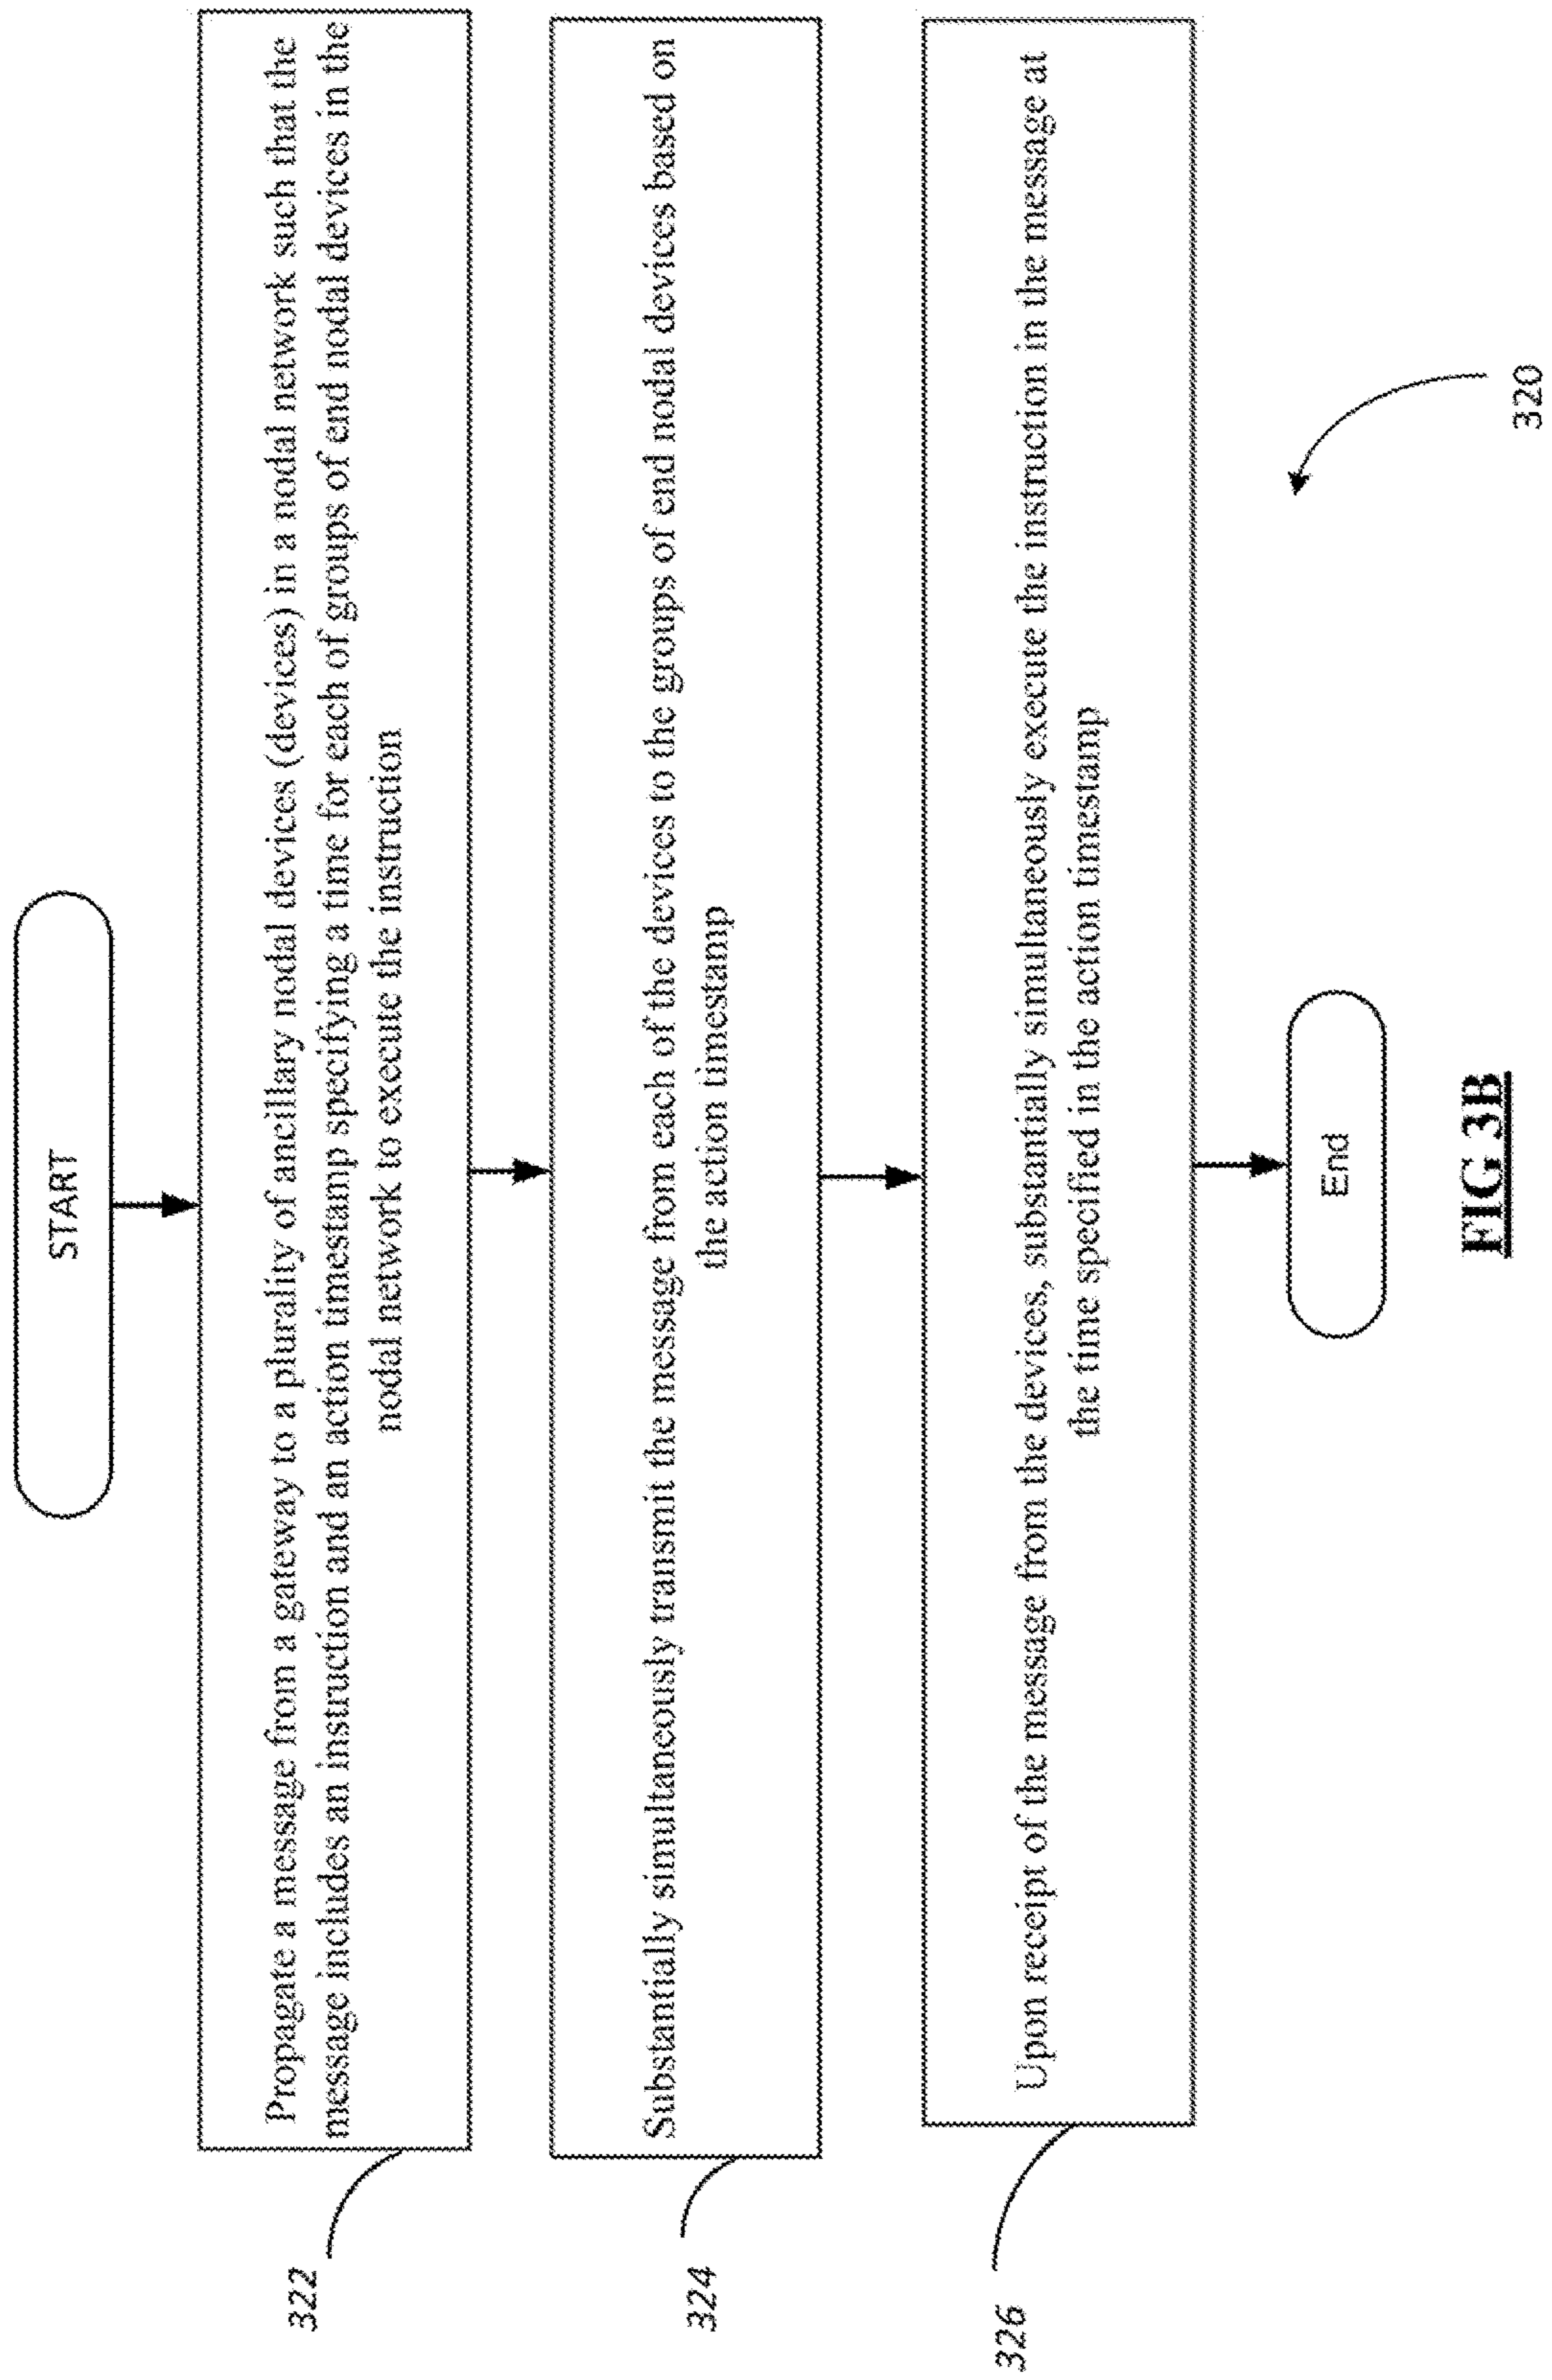 START
Propagate a message from a gateway to a plurality of ancillary nodal devices (devices) in a nodal network such that the
message includes an instruction and an action timestamp specifying a time for each of groups of end nodal devices in the
nodal network to execute the instruction
322
Substantially simultaneously transmit the message from each of the devices to the groups of end nodal devices based on
the action timestamp
324
Upon receipt of the message from the devices, substantially simultaneously execute the instruction in the message at
the time specified in the action timestamp
326
End
320
FIG 3B